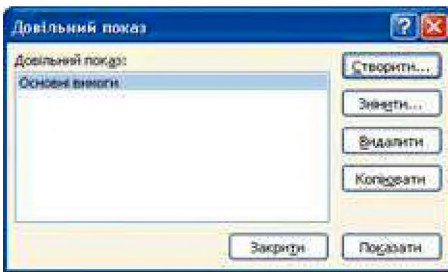 Довільний показ
Довільний показ:
Основні вимоги
Створити...
Змінити...
Видалити
Копіювати
Закрити
Показати